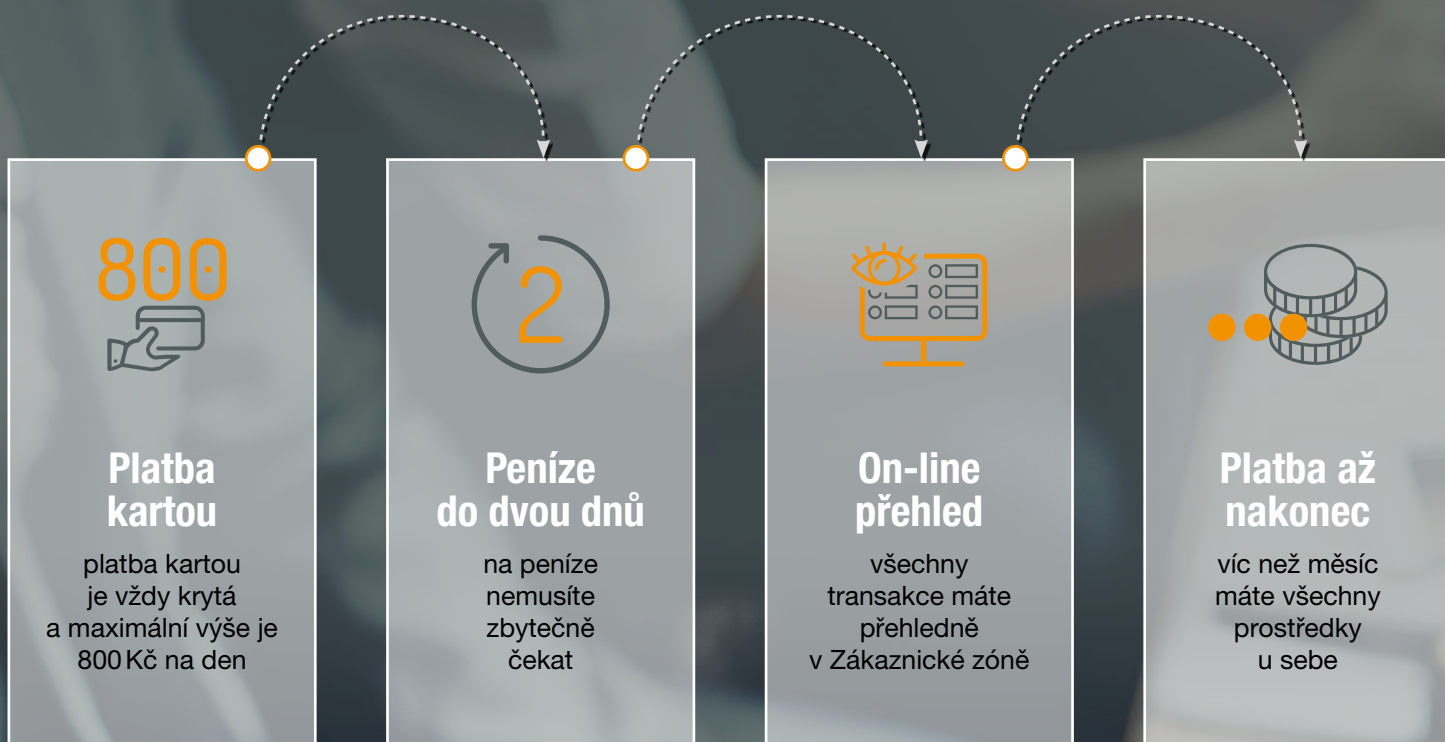 800
Platba
kartou
platba kartou
je vždy krytá
a maximální výše je
800 Kč na den
2
Peníze
do dvou dnů
na peníze
nemusíte
zbytečně
čekat
On-line
přehled
všechny
transakce máte
přehledně
v Zákaznické zóně
Platba až
nakonec
víc než měsíc
máte všechny
prostředky
u sebe